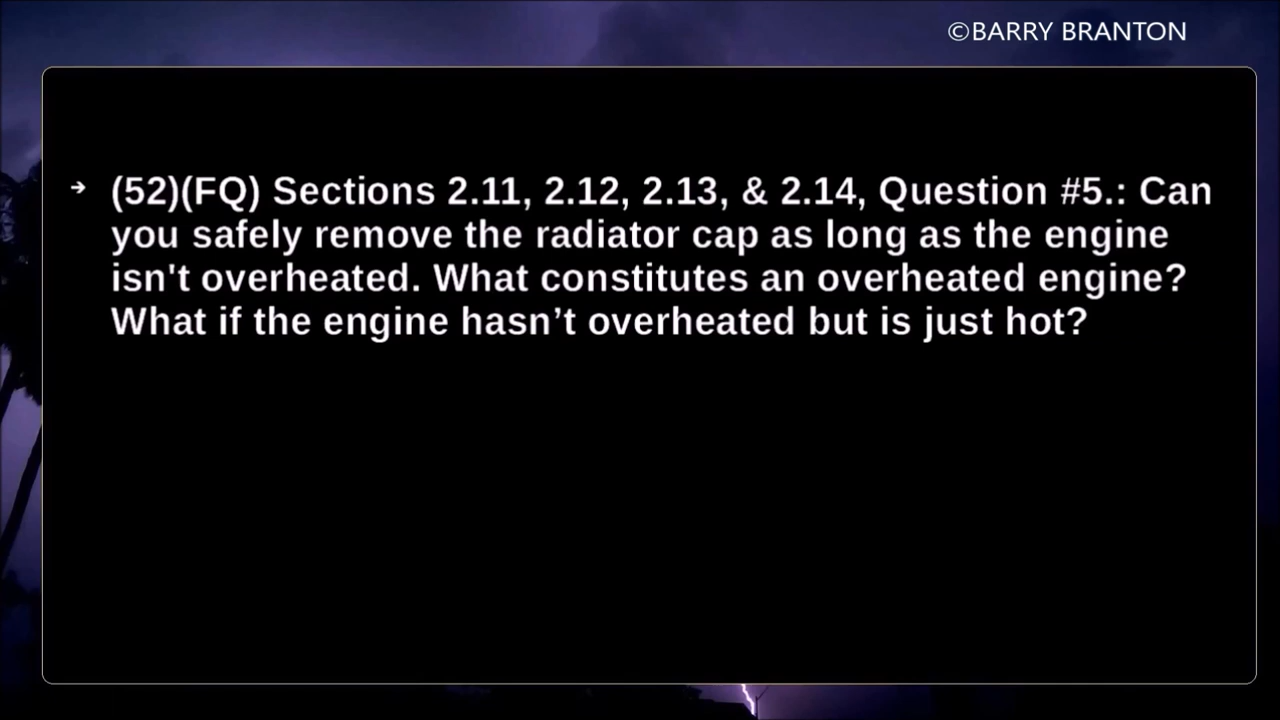 ©BARRY BRANTON
➔ (52)(FQ) Sections 2.11, 2.12, 2.13, & 2.14, Question #5.: Can
you safely remove the radiator cap as long as the engine
isn't overheated. What constitutes an overheated engine?
What if the engine hasn’t overheated but is just hot?